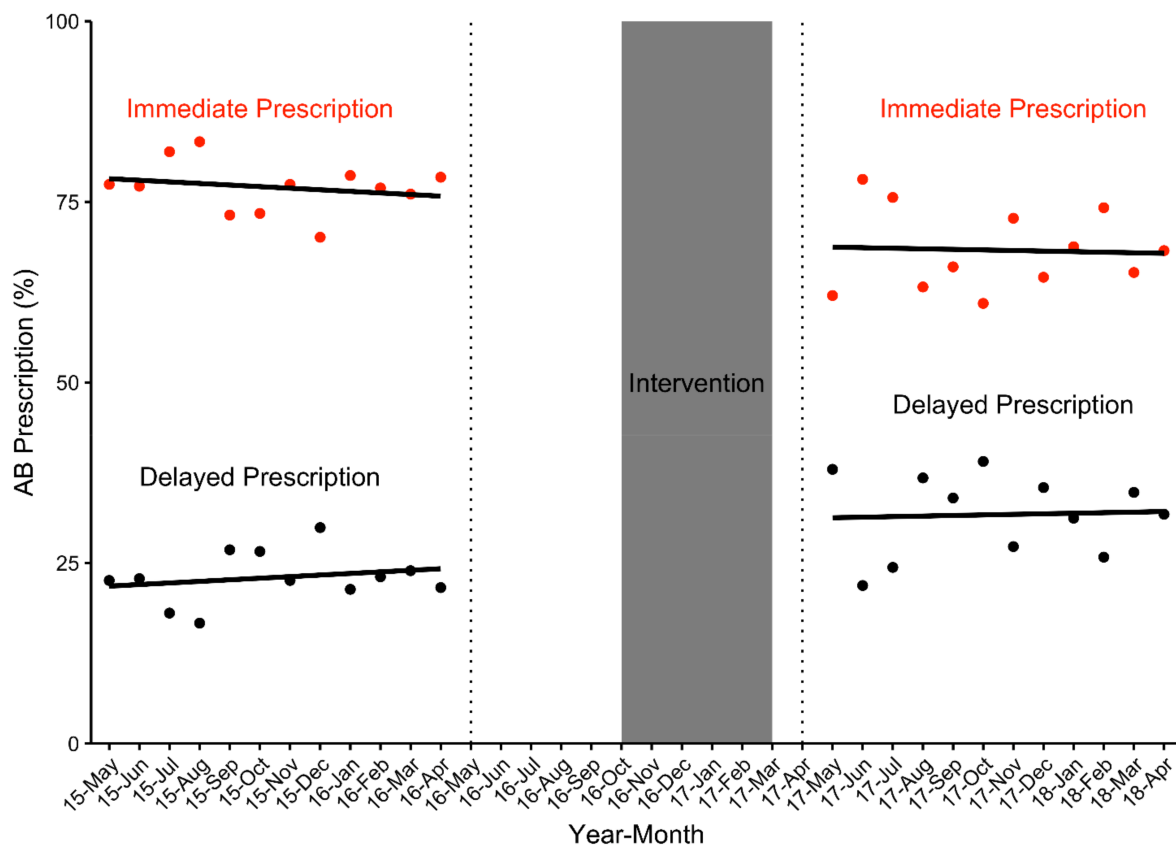 100
Immediate Prescription
Immediate Prescription
75
AB Prescription (%)
50
Intervention
Delayed Prescription
Delayed Prescription
25
0
15-May
15-Jun
15-Jul
15-Aug
15-Sep
15-Oct
15-Nov
15-Dec
16-Jan
16-Feb
16-Mar
16-Apr
16-May
16-Jun
16-Jul
16-Aug
16-Sep
16-Oct
16-Nov
16-Dec
17-Jan
17-Feb
17-Mar
17-Apr
17-May
17-Jun
17-Jul
17-Aug
17-Sep
17-Oct
17-Nov
17-Dec
18-Jan
18-Feb
18-Mar
18-Apr
Year-Month